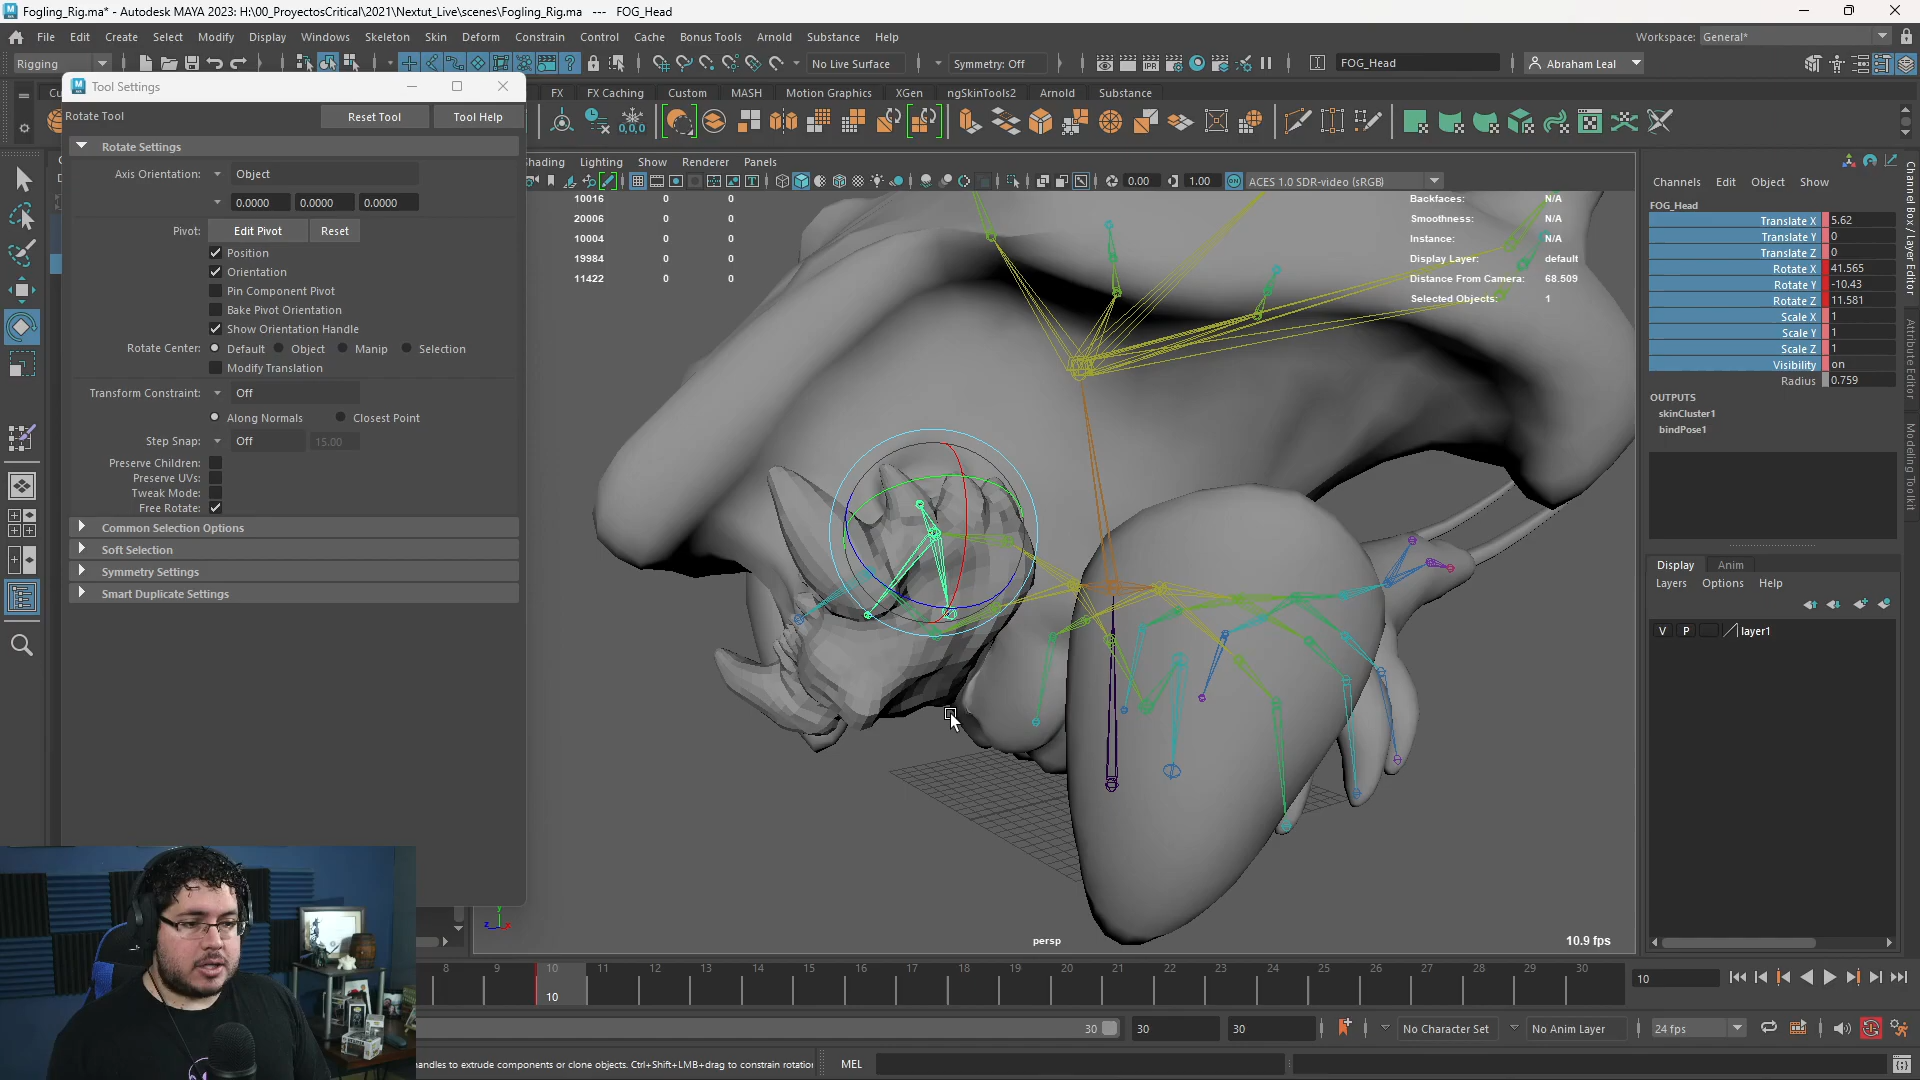 Fogling_Rig.ma* - Autodesk MAYA 2023: H:\00_ProyectosCritical\2021\Nextut_Live\scenes\Fogling_Rig.ma --- FOG_Head
File Edit Create Select Modify Display Windows Skeleton Skin Deform Constrain Control Cache Bonus Tools Arnold Substance Help
Workspace: General*
Rigging
No Live Surface
Symmetry: Off
FOG_Head
Abraham Leal
Tool Settings
FX FX Caching Custom MASH Motion Graphics XGen ngSkinTools2 Arnold Substance
Rotate Tool
Reset Tool
Tool Help
Rotate Settings
Axis Orientation: Object
0.0000 0.0000 0.0000
Pivot: Edit Pivot Reset
Position
Orientation
Pin Component Pivot
Bake Pivot Orientation
Show Orientation Handle
Rotate Center: Default Object Manip Selection
Modify Translation
Transform Constraint: Off
Along Normals Closest Point
Step Snap: Off 15.00
Preserve Children:
Preserve UVs:
Tweak Mode:
Free Rotate:
Common Selection Options
Soft Selection
Symmetry Settings
Smart Duplicate Settings
hading Lighting Show Renderer Panels
0.00 1.00 ACES 1.0 SDR-video (sRGB)
10016 0 0
20006 0 0
10004 0 0
19984 0 0
11422 0 0
Backfaces: N/A
Smoothness: N/A
Instance: N/A
Display Layer: default
Distance From Camera: 68.509
Selected Objects: 1
persp
10.9 fps
Channels Edit Object Show
FOG_Head
Translate X 5.62
Translate Y 0
Translate Z 0
Rotate X 41.565
Rotate Y -10.43
Rotate Z 11.581
Scale X 1
Scale Y 1
Scale Z 1
Visibility on
Radius 0.759
OUTPUTS
skinCluster1
bindPose1
Display Anim
Layers Options Help
V P layer1
Channel Box / Layer Editor
Attribute Editor
Modeling Toolkit
8 9 10 11 12 13 14 15 16 17 18 19 20 21 22 23 24 25 26 27 28 29 30
10
10
30 30 30
No Character Set
No Anim Layer
24 fps
andles to extrude components or clone objects. Ctrl+Shift+LMB+drag to constrain rotatio
MEL